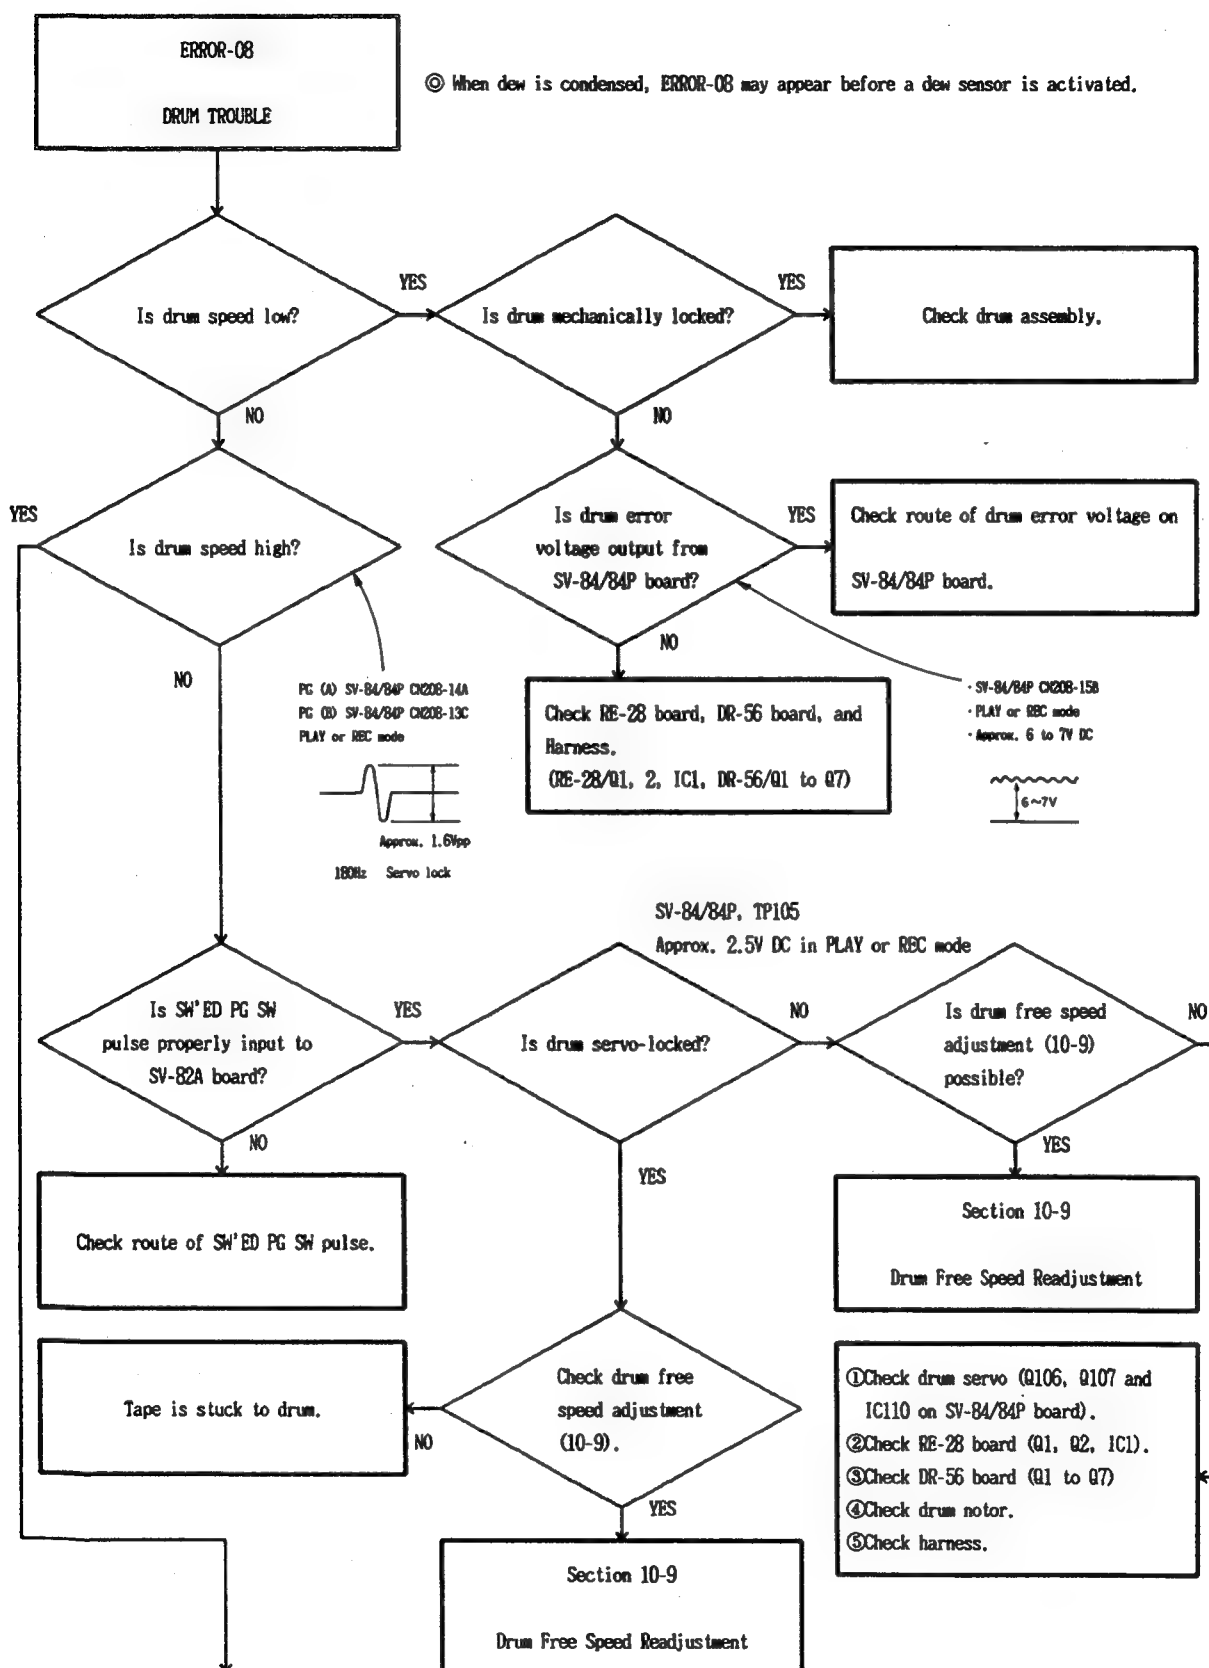 ERROR-08
DRUM TROUBLE
◎ When dew is condensed, ERROR-08 may appear before a dew sensor is activated.
Is drum speed low?
YES
Is drum mechanically locked?
YES
Check drum assembly.
NO
NO
YES
Is drum speed high?
Is drum error
voltage output from
SV-84/84P board?
YES
Check route of drum error voltage on
SV-84/84P board.
NO
NO
PG (A) SV-84/84P CN208-14A
PG (B) SV-84/84P CN208-13C
PLAY or REC mode
Approx. 1.6Vpp
180Hz Servo lock
Check RE-28 board, DR-56 board, and
Harness.
(RE-28/Q1, 2, IC1, DR-56/Q1 to Q7)
· SV-84/84P CN208-15B
· PLAY or REC mode
· Approx. 6 to 7V DC
6~7V
SV-84/84P, TP105
Approx. 2.5V DC in PLAY or REC mode
Is SW'ED PG SW
pulse properly input to
SV-82A board?
YES
Is drum servo-locked?
NO
Is drum free speed
adjustment (10-9)
possible?
NO
NO
YES
YES
Check route of SW'ED PG SW pulse.
Section 10-9
Drum Free Speed Readjustment
Tape is stuck to drum.
NO
Check drum free
speed adjustment
(10-9).
YES
①Check drum servo (Q106, Q107 and
IC110 on SV-84/84P board).
②Check RE-28 board (Q1, Q2, IC1).
③Check DR-56 board (Q1 to Q7)
④Check drum notor.
⑤Check harness.
Section 10-9
Drum Free Speed Readjustment